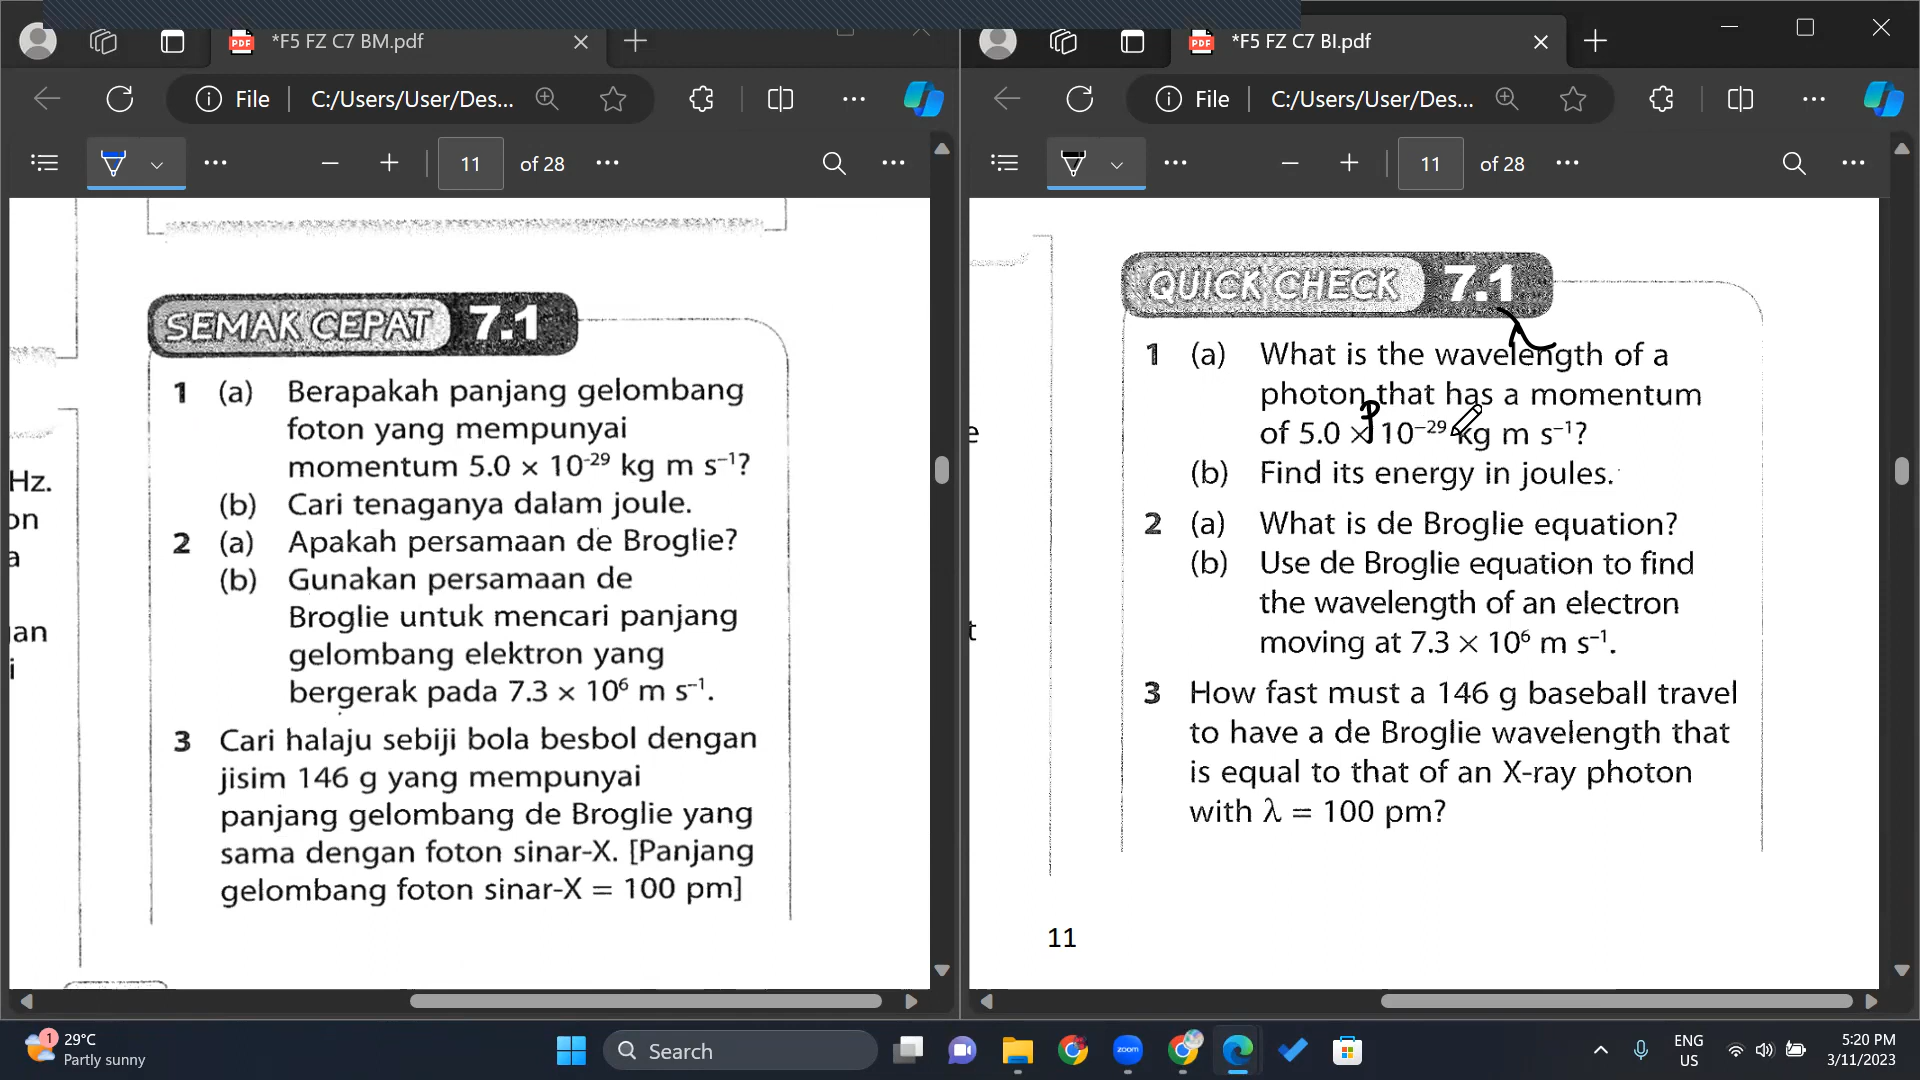 *F5 FZ C7 BM.pdf
File
C:/Users/User/Des...
11 of 28
SEMAK CEPAT 7.1
1 (a) Berapakah panjang gelombang
foton yang mempunyai
momentum 5.0 × 10⁻²⁹ kg m s⁻¹?
(b) Cari tenaganya dalam joule.
2 (a) Apakah persamaan de Broglie?
(b) Gunakan persamaan de
Broglie untuk mencari panjang
gelombang elektron yang
bergerak pada 7.3 × 10⁶ m s⁻¹.
3 Cari halaju sebiji bola besbol dengan
jisim 146 g yang mempunyai
panjang gelombang de Broglie yang
sama dengan foton sinar-X. [Panjang
gelombang foton sinar-X = 100 pm]
Hz.
on
a
an
i
*F5 FZ C7 BI.pdf
File
C:/Users/User/Des...
11 of 28
QUICK CHECK 7.1
λ
1 (a) What is the wavelength of a
photon that has a momentum
P
of 5.0 × 10⁻²⁹ kg m s⁻¹?
(b) Find its energy in joules.
2 (a) What is de Broglie equation?
(b) Use de Broglie equation to find
the wavelength of an electron
moving at 7.3 × 10⁶ m s⁻¹.
3 How fast must a 146 g baseball travel
to have a de Broglie wavelength that
is equal to that of an X-ray photon
with λ = 100 pm?
e
t
11
1
29°C
Partly sunny
Search
zoom
ENG
US
5:20 PM
3/11/2023